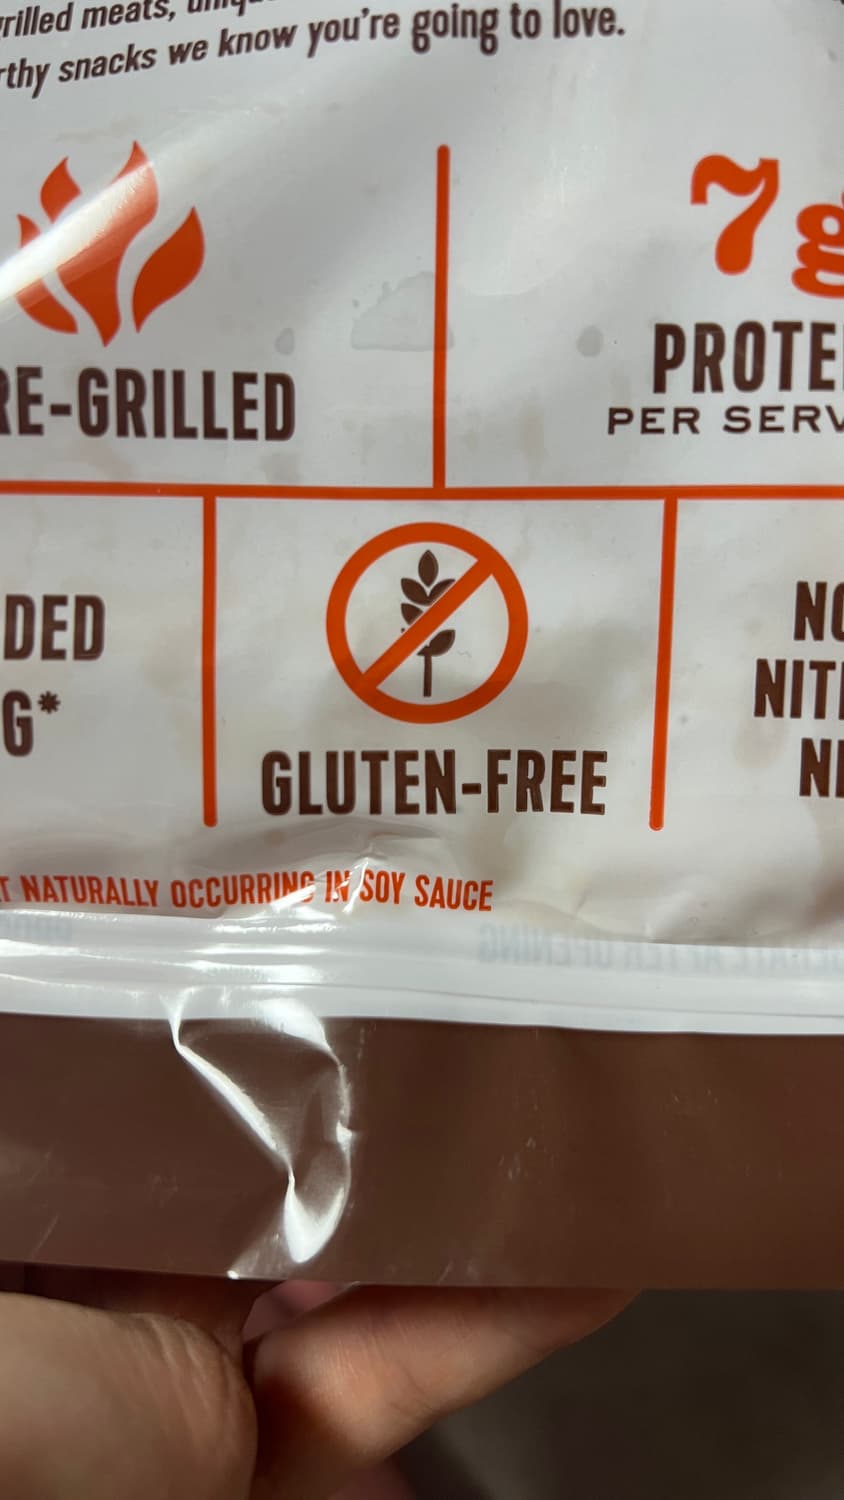 grilled meats,
rthy snacks we know you're going to love.
RE-GRILLED
7g
PROTE
PER SERV
DED
G*
GLUTEN-FREE
NO
NIT
T NATURALLY OCCURRING IN SOY SAUCE